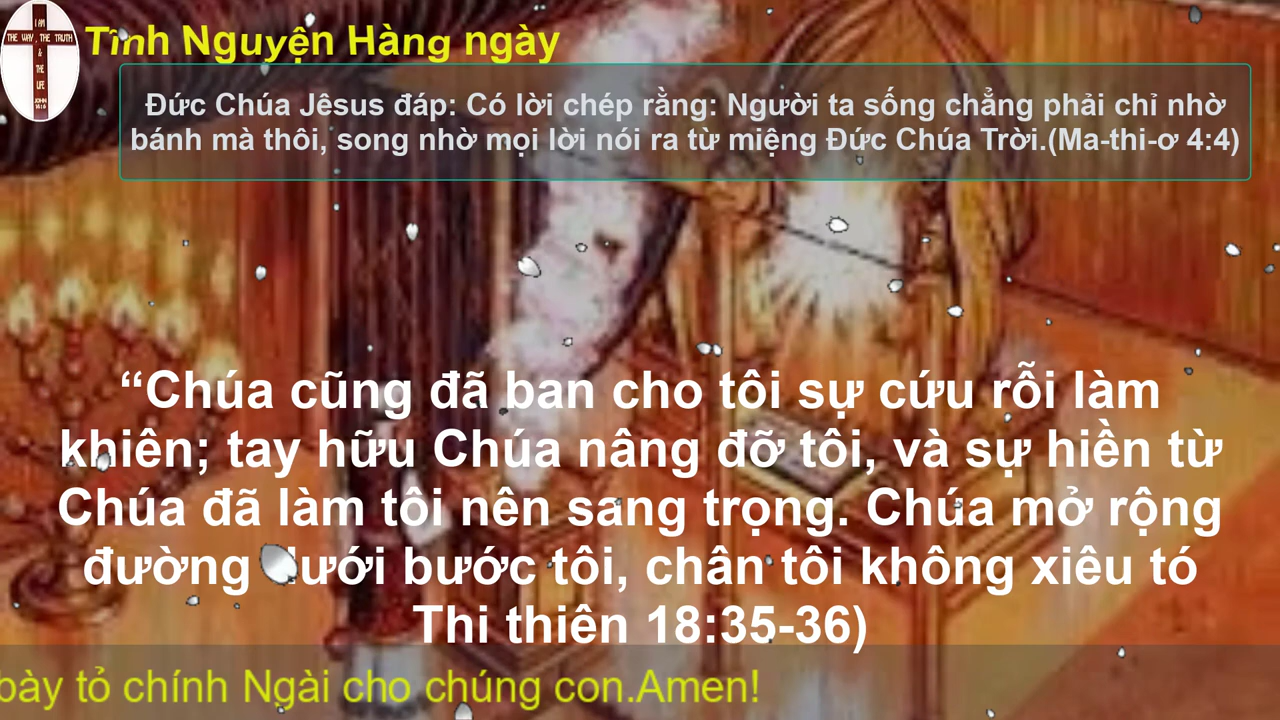 I AM
THE WAY, THE TRUTH
&
THE
LIFE
JOHN
14:6
Tĩnh Nguyện Hàng ngày
Đức Chúa Jêsus đáp: Có lời chép rằng: Người ta sống chẳng phải chỉ nhờ
bánh mà thôi, song nhờ mọi lời nói ra từ miệng Đức Chúa Trời.(Ma-thi-ơ 4:4)
“Chúa cũng đã ban cho tôi sự cứu rỗi làm
khiên; tay hữu Chúa nâng đỡ tôi, và sự hiền từ
Chúa đã làm tôi nên sang trọng. Chúa mở rộng
đường dưới bước tôi, chân tôi không xiêu tó
Thi thiên 18:35-36)
bày tỏ chính Ngài cho chúng con.Amen!